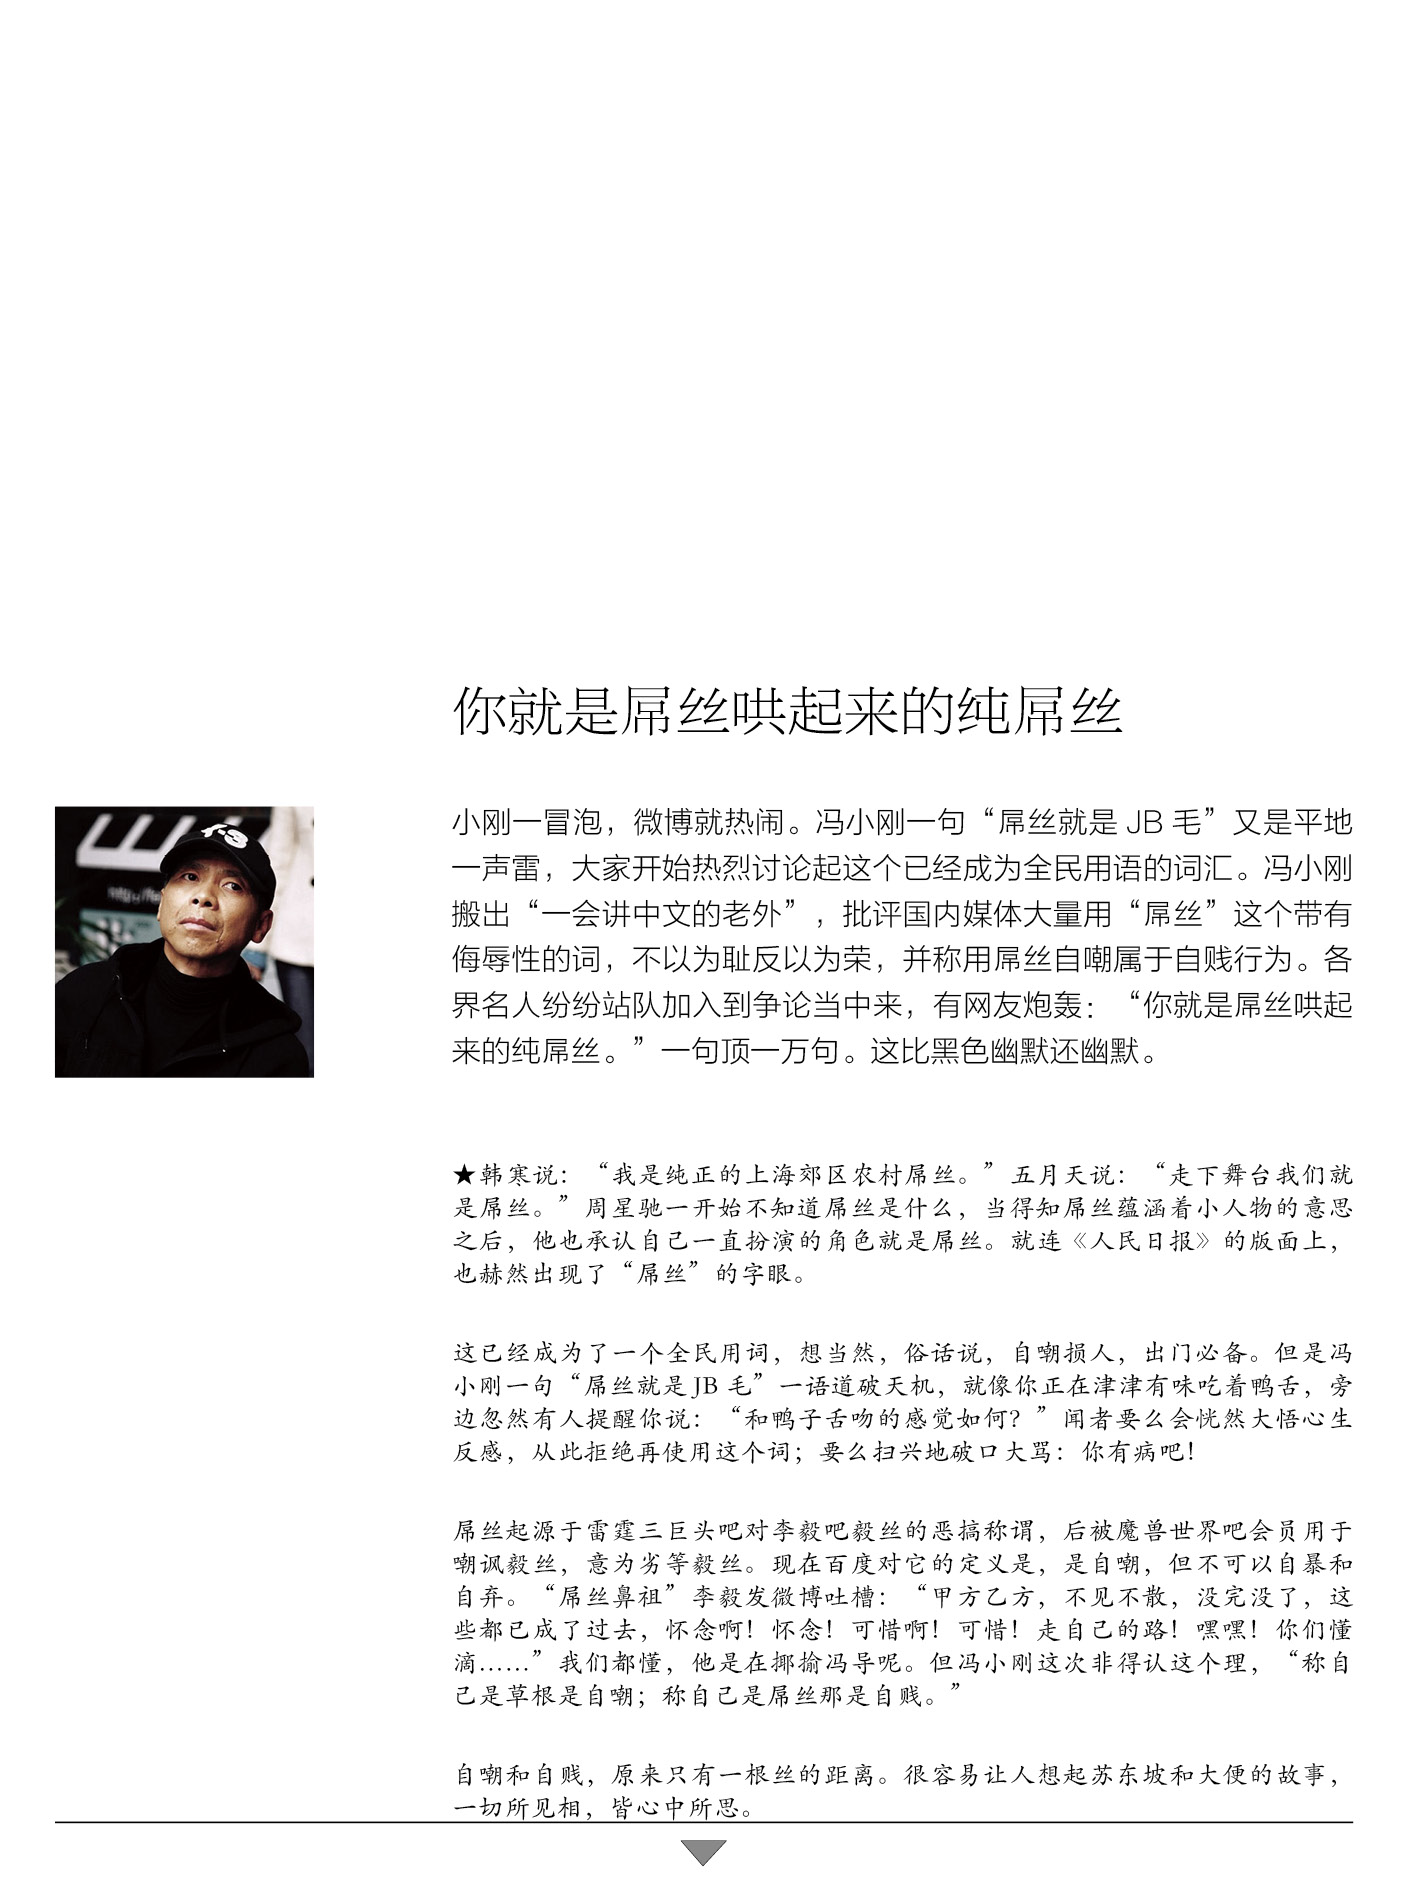 你就是屌丝哄起来的纯屌丝
Y-3
小刚一冒泡，微博就热闹。冯小刚一句“屌丝就是 JB 毛”又是平地
一声雷，大家开始热烈讨论起这个已经成为全民用语的词汇。冯小刚
搬出“一会讲中文的老外”，批评国内媒体大量用“屌丝”这个带有
侮辱性的词，不以为耻反以为荣，并称用屌丝自嘲属于自贱行为。各
界名人纷纷站队加入到争论当中来，有网友炮轰：“你就是屌丝哄起
来的纯屌丝。”一句顶一万句。这比黑色幽默还幽默。
★韩寒说：“我是纯正的上海郊区农村屌丝。”五月天说：“走下舞台我们就
是屌丝。”周星驰一开始不知道屌丝是什么，当得知屌丝蕴涵着小人物的意思
之后，他也承认自己一直扮演的角色就是屌丝。就连《人民日报》的版面上，
也赫然出现了“屌丝”的字眼。
这已经成为了一个全民用词，想当然，俗话说，自嘲损人，出门必备。但是冯
小刚一句“屌丝就是JB 毛”一语道破天机，就像你正在津津有味吃着鸭舌，旁
边忽然有人提醒你说：“和鸭子舌吻的感觉如何？”闻者要么会恍然大悟心生
反感，从此拒绝再使用这个词；要么扫兴地破口大骂：你有病吧！
屌丝起源于雷霆三巨头吧对李毅吧毅丝的恶搞称谓，后被魔兽世界吧会员用于
嘲讽毅丝，意为劣等毅丝。现在百度对它的定义是，是自嘲，但不可以自暴和
自弃。“屌丝鼻祖”李毅发微博吐槽：“甲方乙方，不见不散，没完没了，这
些都已成了过去，怀念啊！怀念！可惜啊！可惜！走自己的路！嘿嘿！你们懂
滴……”我们都懂，他是在揶揄冯导呢。但冯小刚这次非得认这个理，“称自
己是草根是自嘲；称自己是屌丝那是自贱。”
自嘲和自贱，原来只有一根丝的距离。很容易让人想起苏东坡和大便的故事，
一切所见相，皆心中所思。